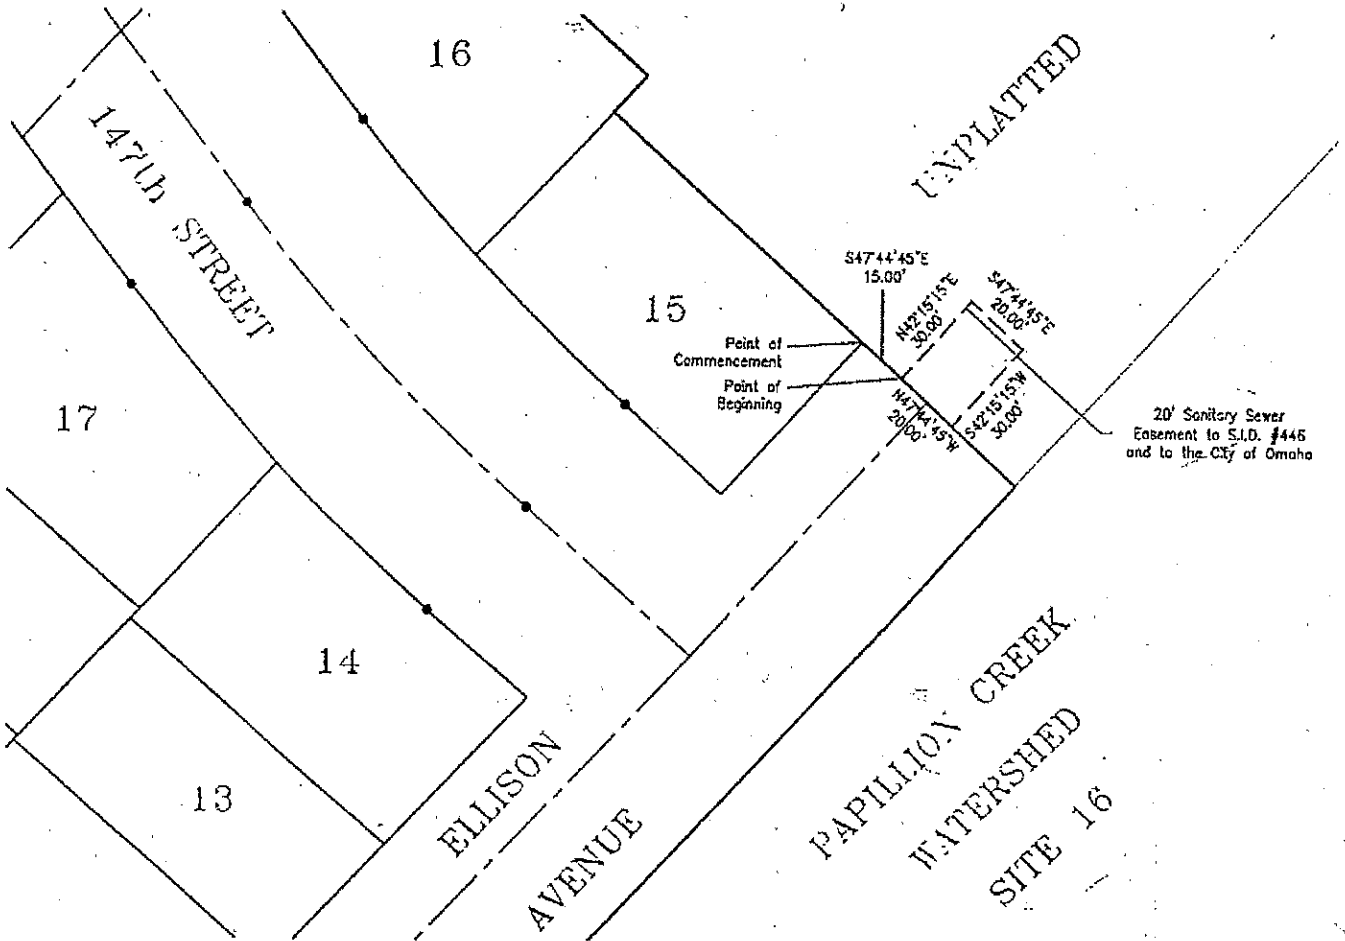 16
UNPLATTED
147th STREET
S47°44'45"E
15.00'
N42°15'15"E
30.00'
S47°44'45"E
20.00'
15
Point of
Commencement
Point of
Beginning
N47°44'45"W
20.00'
S42°15'15"W
30.00'
17
20' Sanitary Sewer
Easement to S.I.D. #446
and to the City of Omaha
14
13
ELLISON
AVENUE
PAPILLION CREEK
WATERSHED
SITE 16